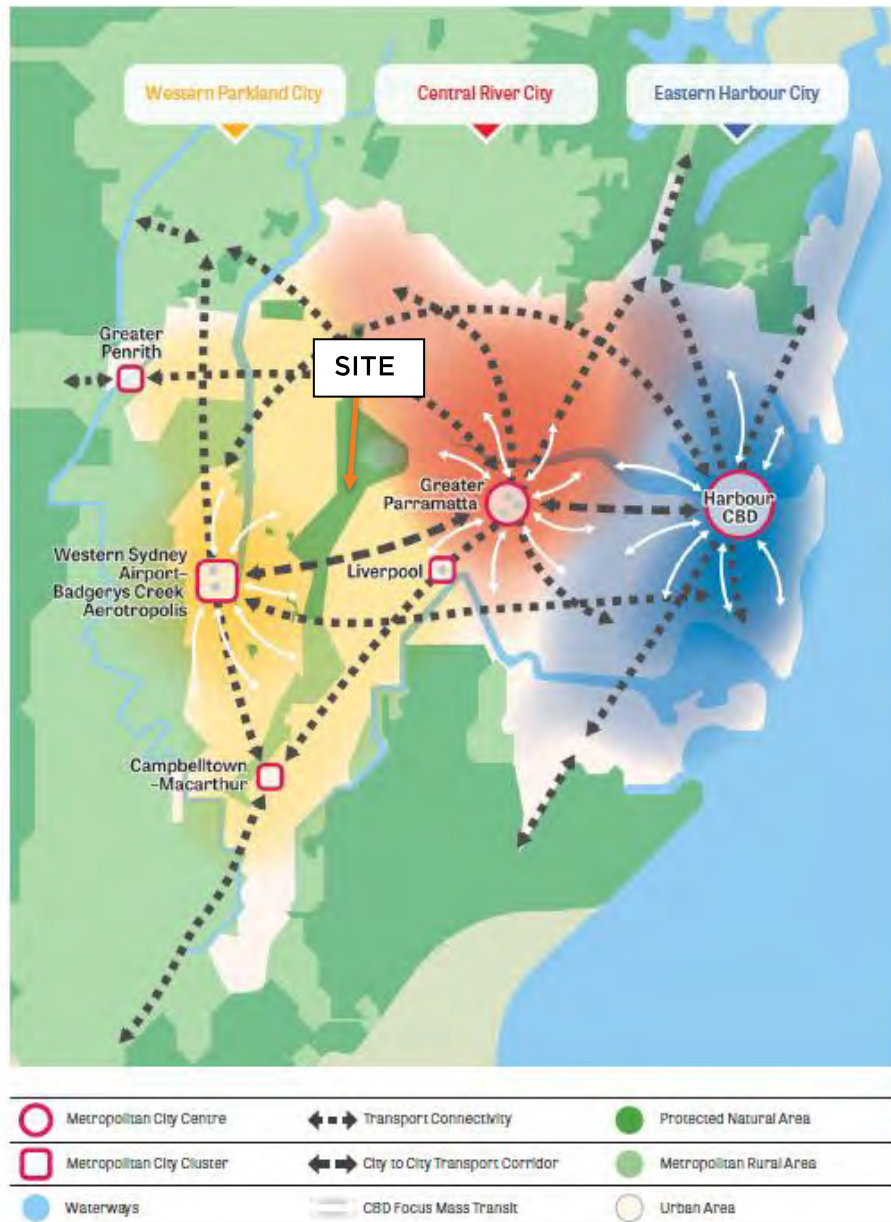 Western Parkland City
Central River City
Eastern Harbour City
Greater
Penrith
SITE
Greater
Parramatta
Harbour
CBD
Western Sydney
Airport–
Badgerys Creek
Aerotropolis
Liverpool
Campbelltown
–Macarthur
Metropolitan City Centre
Transport Connectivity
Protected Natural Area
Metropolitan City Cluster
City to City Transport Corridor
Metropolitan Rural Area
Waterways
CBD Focus Mass Transit
Urban Area